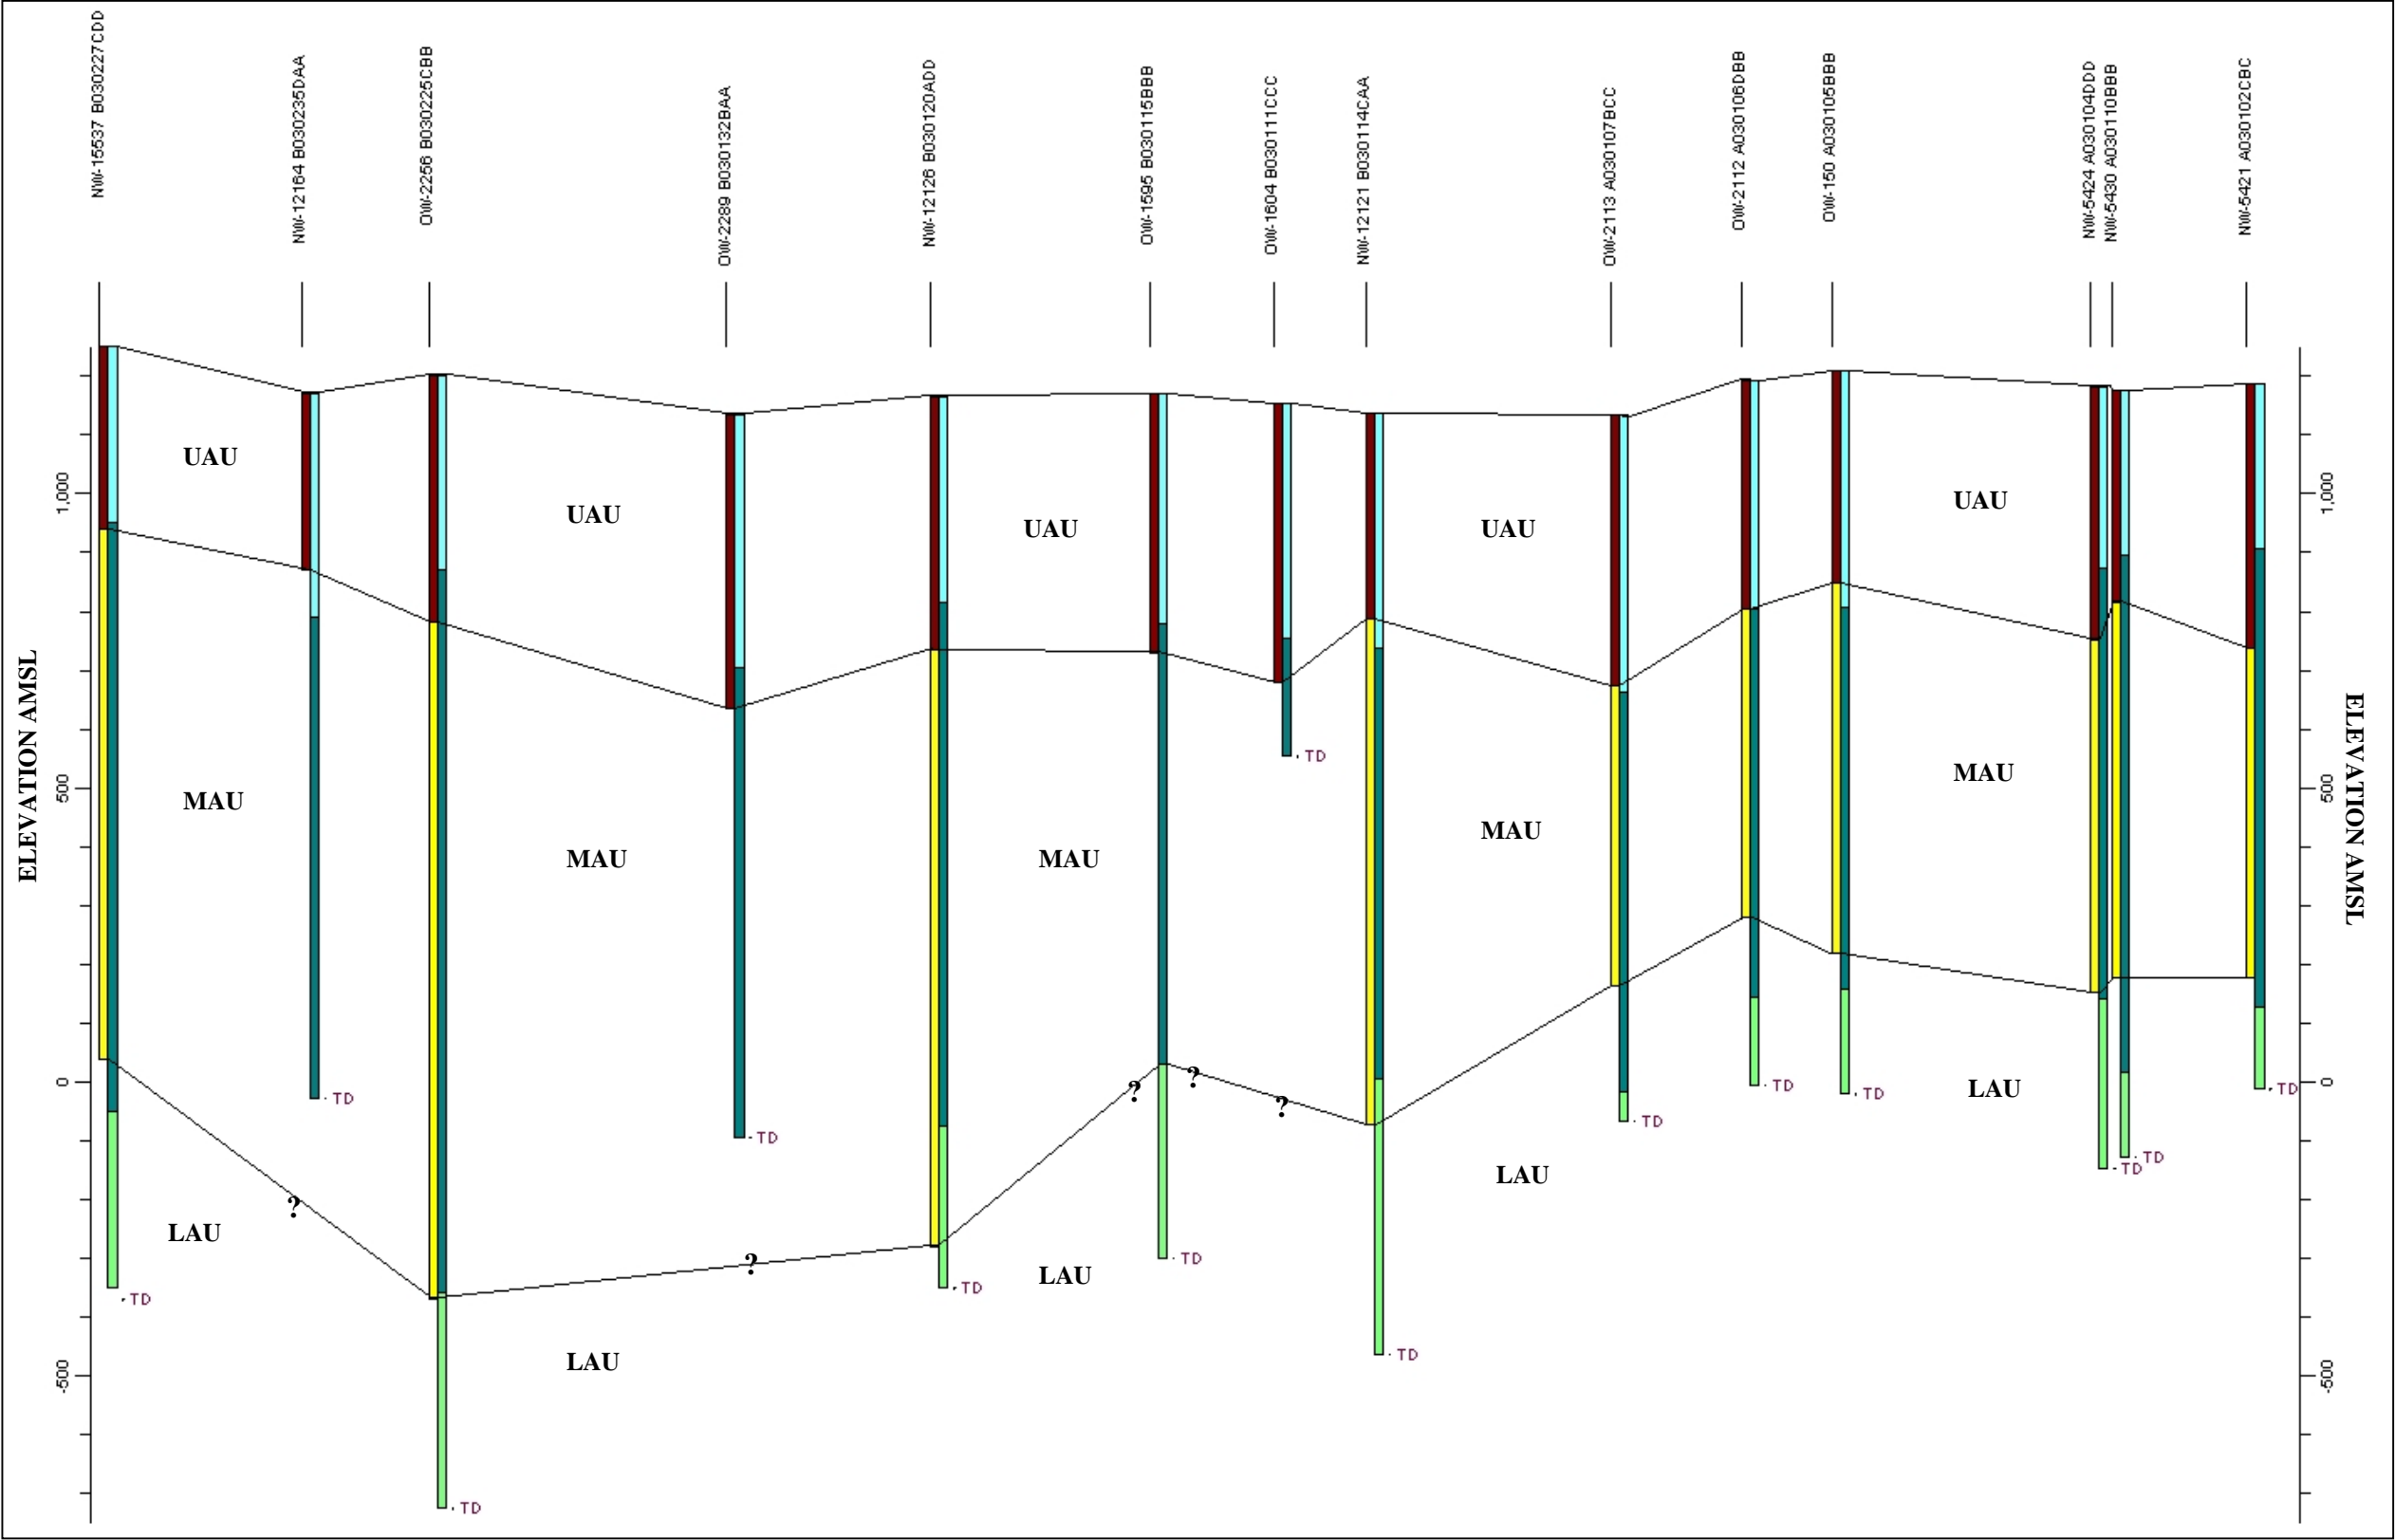 NW-15537 B030227CDD
NW-12164 B030235DAA
OW-2256 B030225CBB
OW-2289 B030132BAA
NW-12126 B030120ADD
OW-1595 B030115BBB
OW-1604 B030111CCC
NW-12121 B030114CAA
OW-2113 A030107BCC
OW-2112 A030106DBB
OW-150 A030105BBB
NW-5424 A030104DDD
NW-5430 A030110BBB
NW-5421 A030102CBC
ELEVATION AMSL
1,000
500
0
-500
UAU
UAU
UAU
UAU
UAU
MAU
MAU
MAU
MAU
MAU
LAU
LAU
LAU
LAU
LAU
?
?
?
?
?
TD
TD
TD
TD
TD
TD
TD
TD
TD
TD
TD
TD
TD
TD
1,000
500
0
-500
ELEVATION AMSL